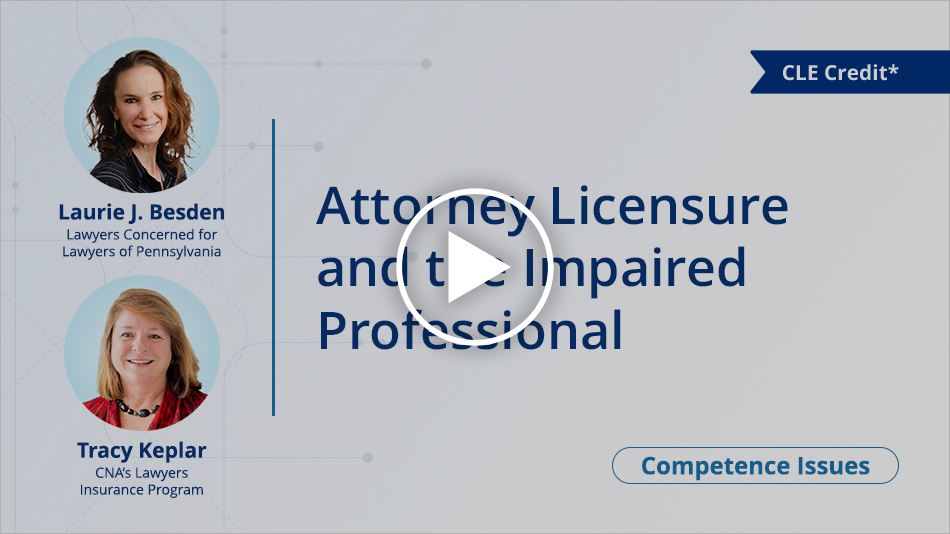 CLE Credit*
Laurie J. Besden
Lawyers Concerned for
Lawyers of Pennsylvania
Attorney Licensure
and the Impaired
Professional
Tracy Keplar
CNA's Lawyers
Insurance Program
Competence Issues